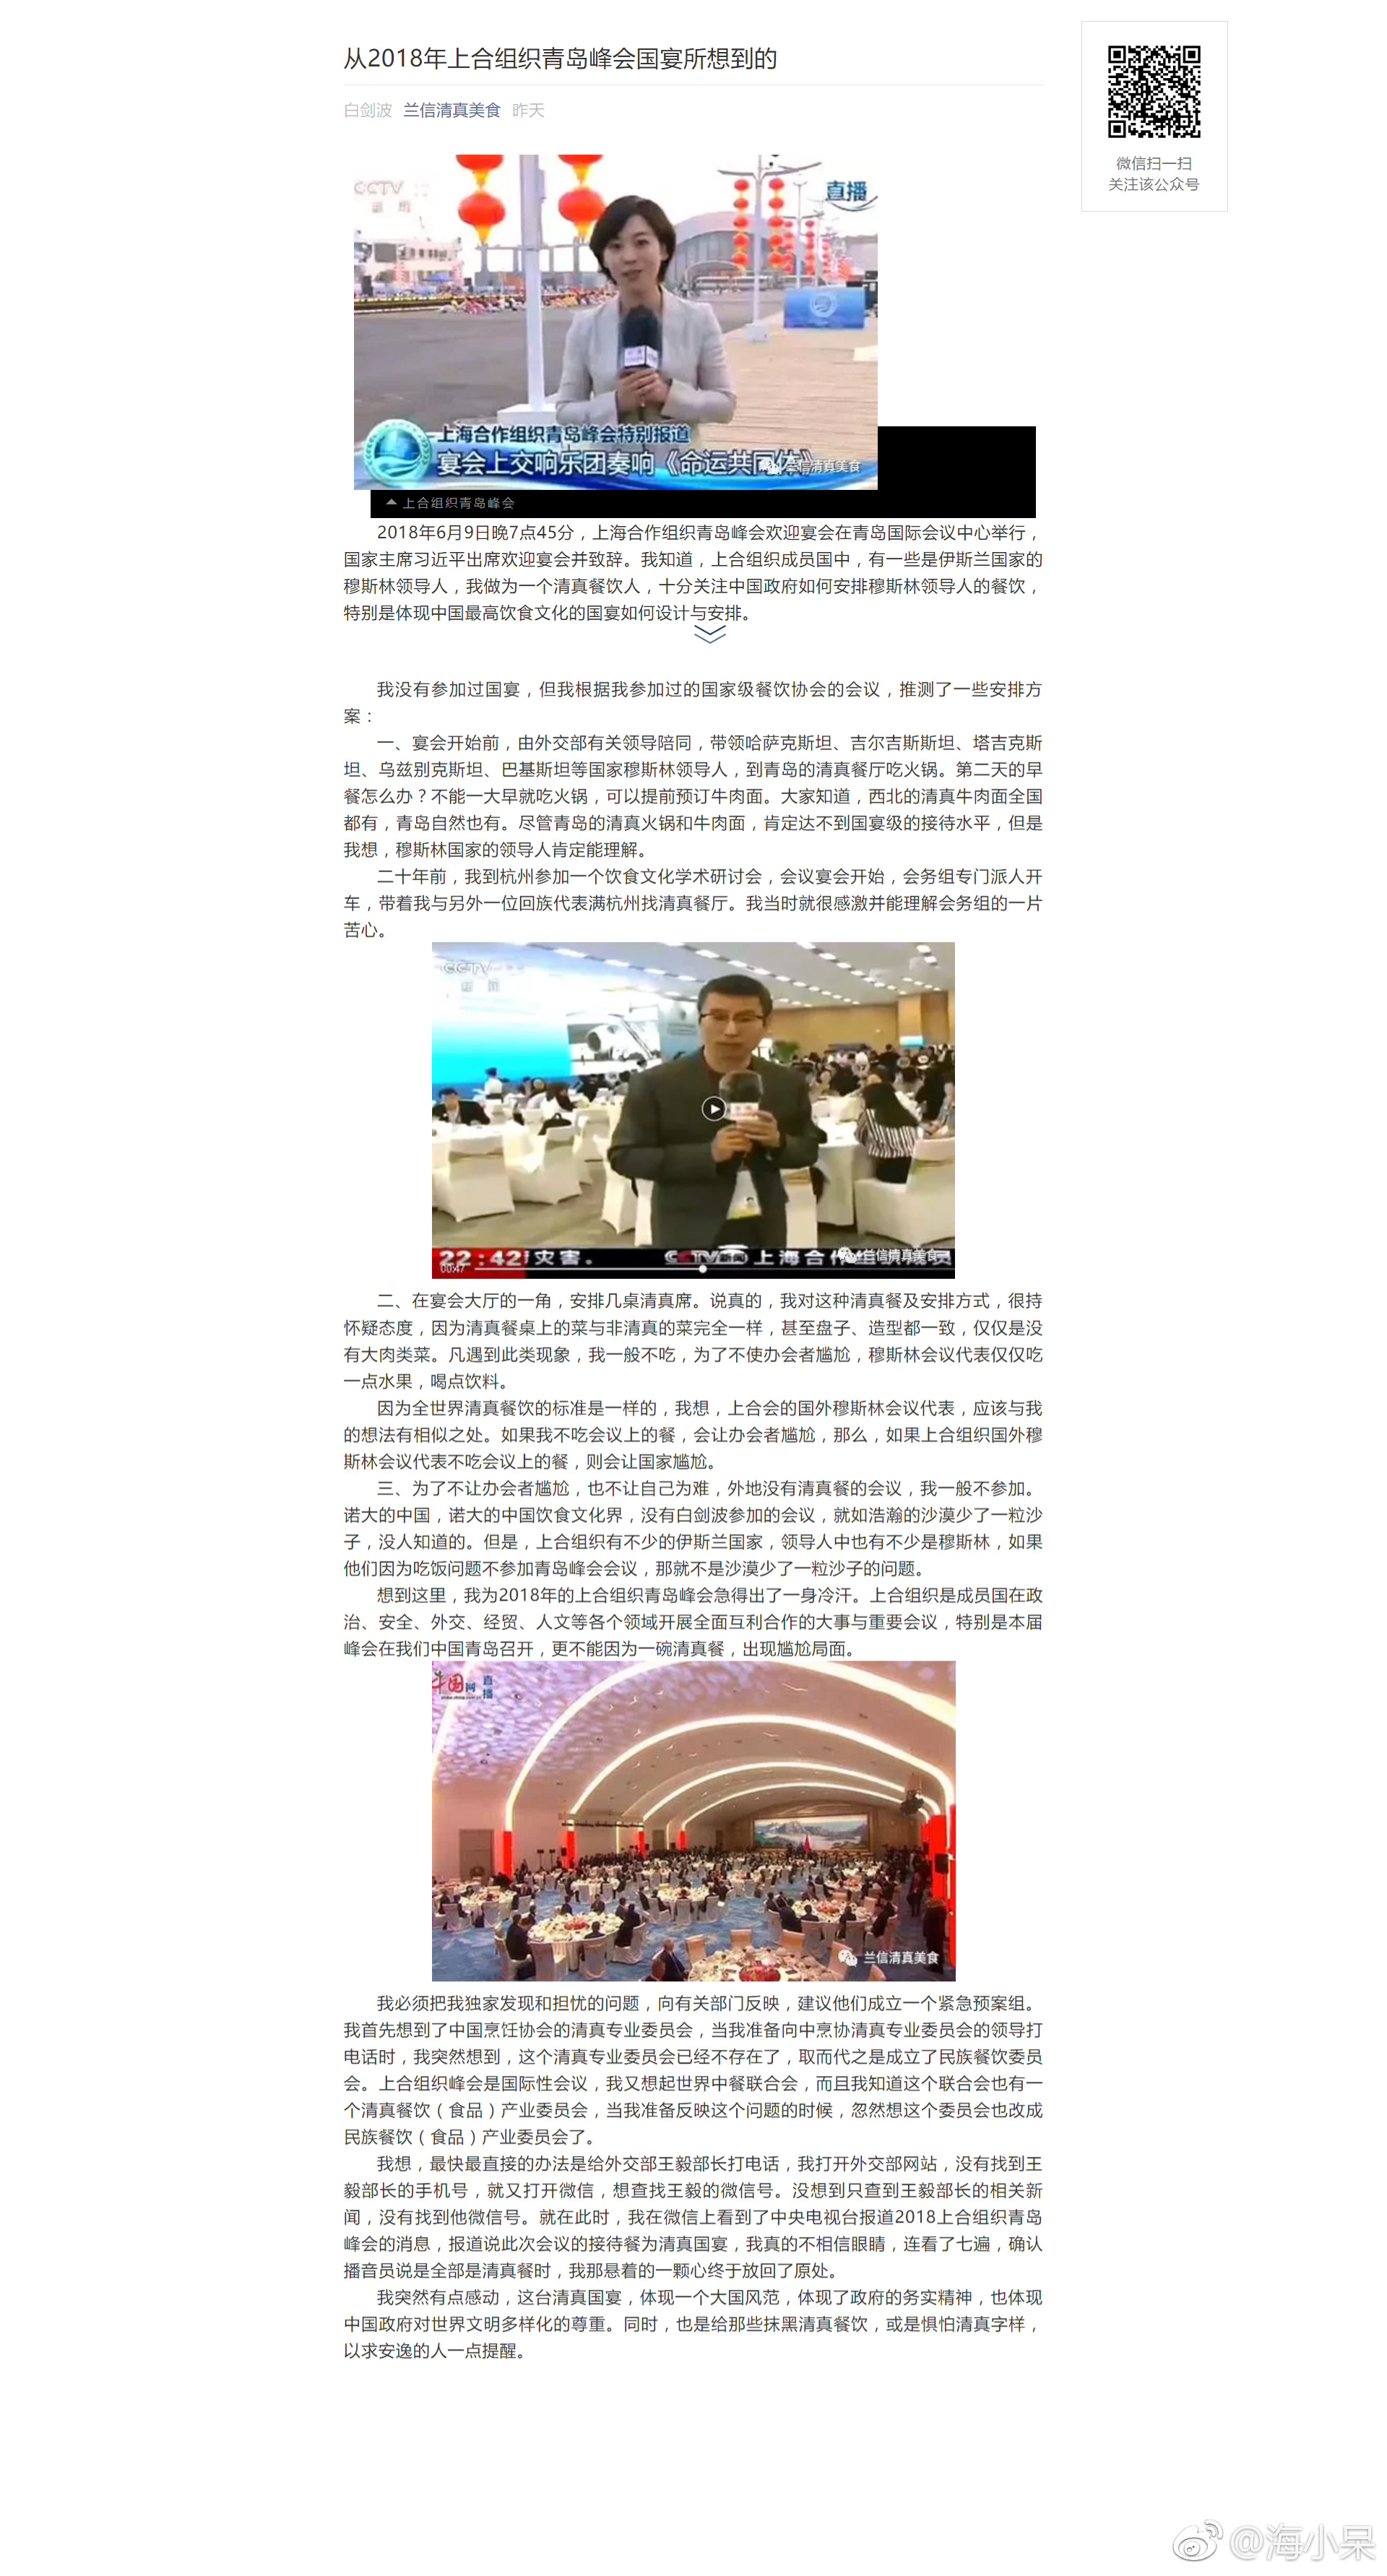 从2018年上合组织青岛峰会国宴所想到的
白剑波 兰信清真美食 昨天
微信扫一扫
关注该公众号
CCTV
新闻
直播
上海合作组织青岛峰会特别报道
宴会上交响乐团奏响《命运共同体》
兰信清真美食
上合组织青岛峰会
2018年6月9日晚7点45分，上海合作组织青岛峰会欢迎宴会在青岛国际会议中心举行，
国家主席习近平出席欢迎宴会并致辞。我知道，上合组织成员国中，有一些是伊斯兰国家的
穆斯林领导人，我做为一个清真餐饮人，十分关注中国政府如何安排穆斯林领导人的餐饮，
特别是体现中国最高饮食文化的国宴如何设计与安排。
我没有参加过国宴，但我根据我参加过的国家级餐饮协会的会议，推测了一些安排方
案：
一、宴会开始前，由外交部有关领导陪同，带领哈萨克斯坦、吉尔吉斯斯坦、塔吉克斯
坦、乌兹别克斯坦、巴基斯坦等国家穆斯林领导人，到青岛的清真餐厅吃火锅。第二天的早
餐怎么办？不能一大早就吃火锅，可以提前预订牛肉面。大家知道，西北的清真牛肉面全国
都有，青岛自然也有。尽管青岛的清真火锅和牛肉面，肯定达不到国宴级的接待水平，但是
我想，穆斯林国家的领导人肯定能理解。
二十年前，我到杭州参加一个饮食文化学术研讨会，会议宴会开始，会务组专门派人开
车，带着我与另外一位回族代表满杭州找清真餐厅。我当时就很感激并能理解会务组的一片
苦心。
CCTV
新闻
22:42
灾害.
CCTV新闻 上海合作组织成员
00:47
兰信清真美食
二、在宴会大厅的一角，安排几桌清真席。说真的，我对这种清真餐及安排方式，很持
怀疑态度，因为清真餐桌上的菜与非清真的菜完全一样，甚至盘子、造型都一致，仅仅是没
有大肉类菜。凡遇到此类现象，我一般不吃，为了不使办会者尴尬，穆斯林会议代表仅仅吃
一点水果，喝点饮料。
因为全世界清真餐饮的标准是一样的，我想，上合会的国外穆斯林会议代表，应该与我
的想法有相似之处。如果我不吃会议上的餐，会让办会者尴尬，那么，如果上合组织国外穆
斯林会议代表不吃会议上的餐，则会让国家尴尬。
三、为了不让办会者尴尬，也不让自己为难，外地没有清真餐的会议，我一般不参加。
诺大的中国，诺大的中国饮食文化界，没有白剑波参加的会议，就如浩瀚的沙漠少了一粒沙
子，没人知道的。但是，上合组织有不少的伊斯兰国家，领导人中也有不少是穆斯林，如果
他们因为吃饭问题不参加青岛峰会会议，那就不是沙漠少了一粒沙子的问题。
想到这里，我为2018年的上合组织青岛峰会急得出了一身冷汗。上合组织是成员国在政
治、安全、外交、经贸、人文等各个领域开展全面互利合作的大事与重要会议，特别是本届
峰会在我们中国青岛召开，更不能因为一碗清真餐，出现尴尬局面。
中国网 直播
兰信清真美食
我必须把我独家发现和担忧的问题，向有关部门反映，建议他们成立一个紧急预案组。
我首先想到了中国烹饪协会的清真专业委员会，当我准备向中烹协清真专业委员会的领导打
电话时，我突然想到，这个清真专业委员会已经不存在了，取而代之是成立了民族餐饮委员
会。上合组织峰会是国际性会议，我又想起世界中餐联合会，而且我知道这个联合会也有一
个清真餐饮（食品）产业委员会，当我准备反映这个问题的时候，忽然想这个委员会也改成
民族餐饮（食品）产业委员会了。
我想，最快最直接的办法是给外交部王毅部长打电话，我打开外交部网站，没有找到王
毅部长的手机号，就又打开微信，想查找王毅的微信号。没想到只查到王毅部长的相关新
闻，没有找到他微信号。就在此时，我在微信上看到了中央电视台报道2018上合组织青岛
峰会的消息，报道说此次会议的接待餐为清真国宴，我真的不相信眼睛，连看了七遍，确认
播音员说是全部是清真餐时，我那悬着的一颗心终于放回了原处。
我突然有点感动，这台清真国宴，体现一个大国风范，体现了政府的务实精神，也体现
中国政府对世界文明多样化的尊重。同时，也是给那些抹黑清真餐饮，或是惧怕清真字样，
以求安逸的人一点提醒。
@海小呆